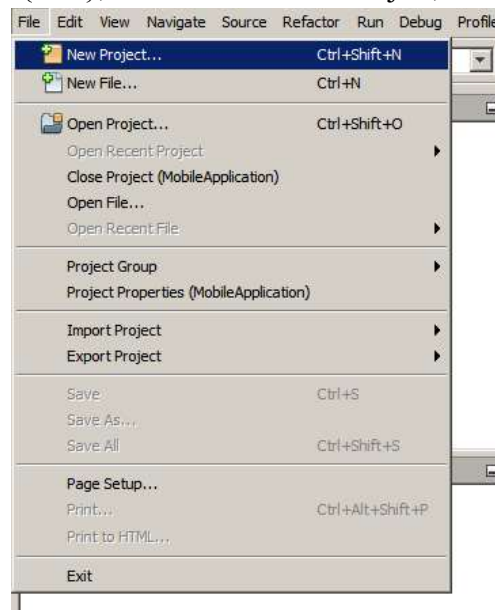 File Edit View Navigate Source Refactor Run Debug Profile
New Project... Ctrl+Shift+N
New File... Ctrl+N
Open Project... Ctrl+Shift+O
Open Recent Project
Close Project (MobileApplication)
Open File...
Open Recent File
Project Group
Project Properties (MobileApplication)
Import Project
Export Project
Save Ctrl+S
Save As...
Save All Ctrl+Shift+S
Page Setup...
Print... Ctrl+Alt+Shift+P
Print to HTML...
Exit